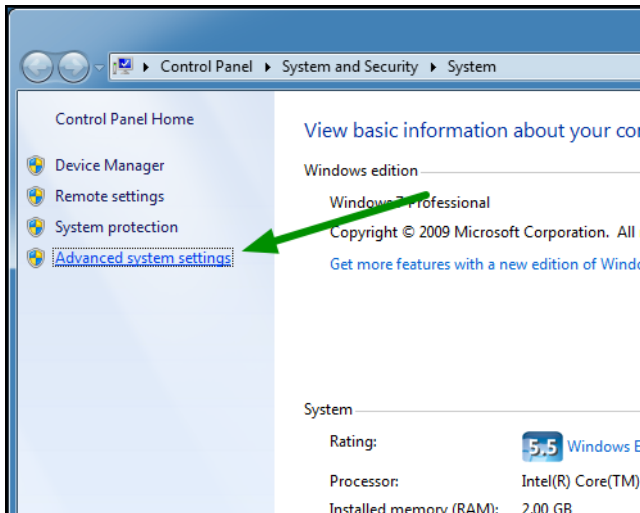 Control Panel ▸ System and Security ▸ System
Control Panel Home
Device Manager
Remote settings
System protection
Advanced system settings
View basic information about your co
Windows edition
Windows 7 Professional
Copyright © 2009 Microsoft Corporation. All
Get more features with a new edition of Windo
System
Rating:
5.5 Windows E
Processor:
Intel(R) Core(TM)
Installed memory (RAM):
2.00 GB